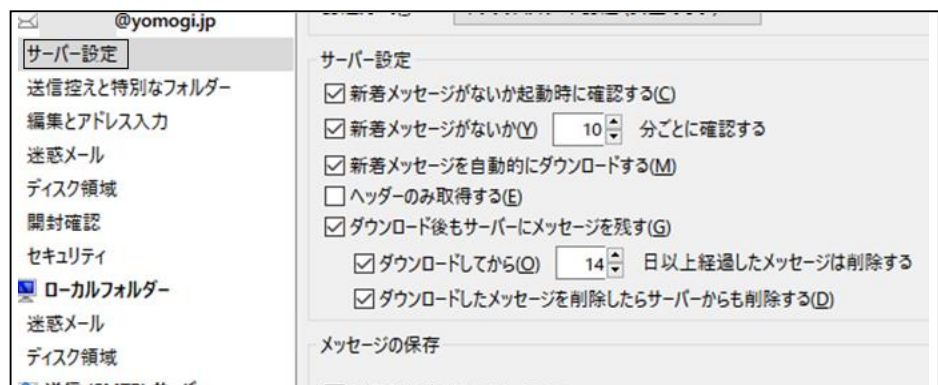 @yomogi.jp
サーバー設定
送信控えと特別なフォルダー
編集とアドレス入力
迷惑メール
ディスク領域
開封確認
セキュリティ
ローカルフォルダー
迷惑メール
ディスク領域
サーバー設定
新着メッセージがないか起動時に確認する(C)
新着メッセージがないか(Y) 10 分ごとに確認する
新着メッセージを自動的にダウンロードする(M)
ヘッダーのみ取得する(E)
ダウンロード後もサーバーにメッセージを残す(G)
ダウンロードしてから(O) 14 日以上経過したメッセージは削除する
ダウンロードしたメッセージを削除したらサーバーからも削除する(D)
メッセージの保存